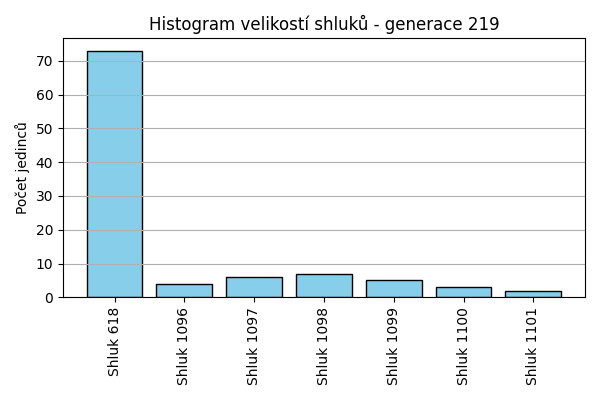 Histogram velikostí shluků - generace 219
Počet jedinců
70
60
50
40
30
20
10
0
Shluk 618
Shluk 1096
Shluk 1097
Shluk 1098
Shluk 1099
Shluk 1100
Shluk 1101